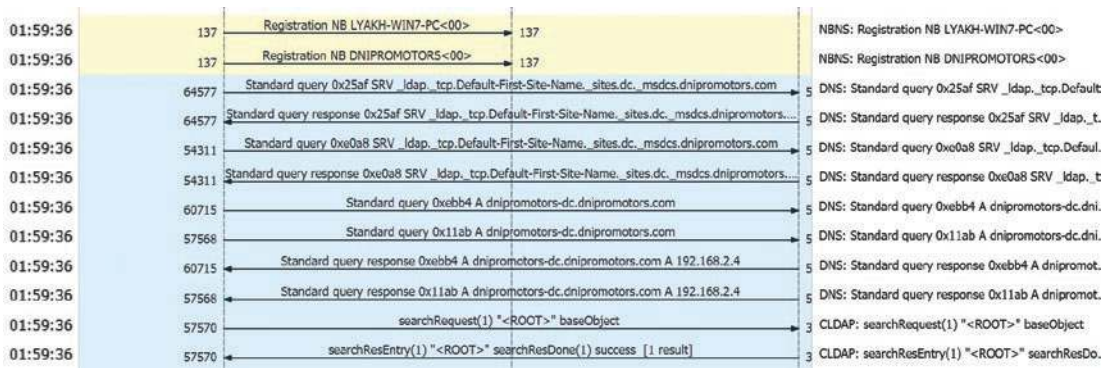 01:59:36 137 Registration NB LYAKH-WIN7-PC<00> 137 NBNS: Registration NB LYAKH-WIN7-PC<00>
01:59:36 137 Registration NB DNIPROMOTORS<00> 137 NBNS: Registration NB DNIPROMOTORS<00>
01:59:36 64577 Standard query 0x25af SRV _ldap._tcp.Default-First-Site-Name._sites.dc._msdcs.dnipromotors.com 5 DNS: Standard query 0x25af SRV _ldap._tcp.Default
01:59:36 64577 Standard query response 0x25af SRV _ldap._tcp.Default-First-Site-Name._sites.dc._msdcs.dnipromotors.... 5 DNS: Standard query response 0x25af SRV _ldap._t.
01:59:36 54311 Standard query 0xe0a8 SRV _ldap._tcp.Default-First-Site-Name._sites.dc._msdcs.dnipromotors.com 5 DNS: Standard query 0xe0a8 SRV _ldap._tcp.Defaul.
01:59:36 54311 Standard query response 0xe0a8 SRV _ldap._tcp.Default-First-Site-Name._sites.dc._msdcs.dnipromotors.... 5 DNS: Standard query response 0xe0a8 SRV _ldap._t
01:59:36 60715 Standard query 0xebb4 A dnipromotors-dc.dnipromotors.com 5 DNS: Standard query 0xebb4 A dnipromotors-dc.dni.
01:59:36 57568 Standard query 0x11ab A dnipromotors-dc.dnipromotors.com 5 DNS: Standard query 0x11ab A dnipromotors-dc.dni.
01:59:36 60715 Standard query response 0xebb4 A dnipromotors-dc.dnipromotors.com A 192.168.2.4 5 DNS: Standard query response 0xebb4 A dnipromot.
01:59:36 57568 Standard query response 0x11ab A dnipromotors-dc.dnipromotors.com A 192.168.2.4 5 DNS: Standard query response 0x11ab A dnipromot.
01:59:36 57570 searchRequest(1) "<ROOT>" baseObject 3 CLDAP: searchRequest(1) "<ROOT>" baseObject
01:59:36 57570 searchResEntry(1) "<ROOT>" searchResDone(1) success [1 result] 3 CLDAP: searchResEntry(1) "<ROOT>" searchResDo.